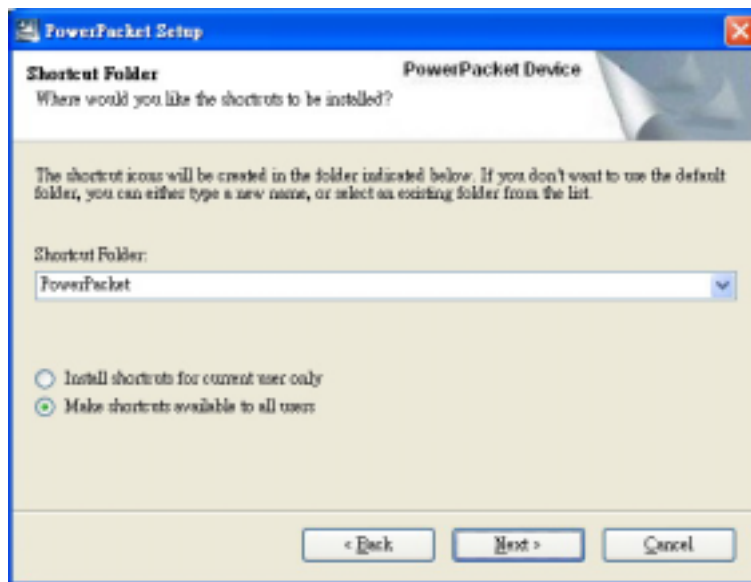 PowerPacket Setup
Shortcut Folder
PowerPacket Device
Where would you like the shortcuts to be installed?
The shortcut icons will be created in the folder indicated below. If you don't want to use the default
folder, you can either type a new name, or select an existing folder from the list.
Shortcut Folder:
PowerPacket
Install shortcuts for current user only
Make shortcuts available to all users
< Back
Next >
Cancel